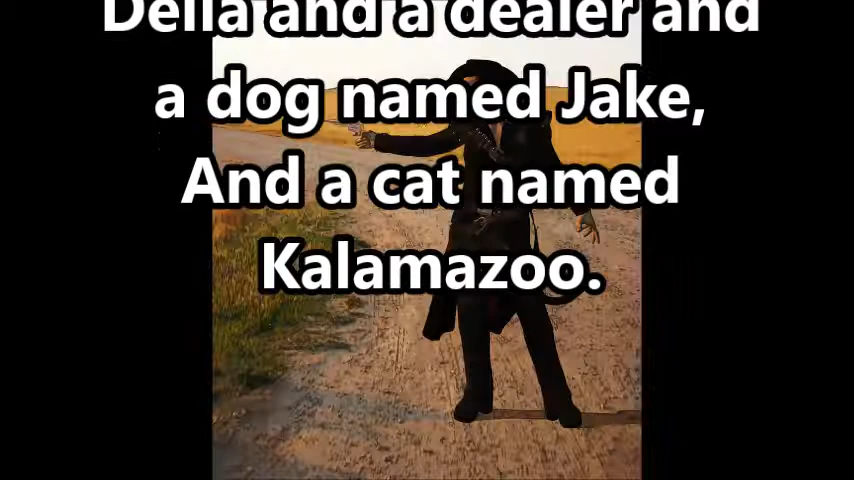 Della and a dealer and
a dog named Jake,
And a cat named
Kalamazoo.